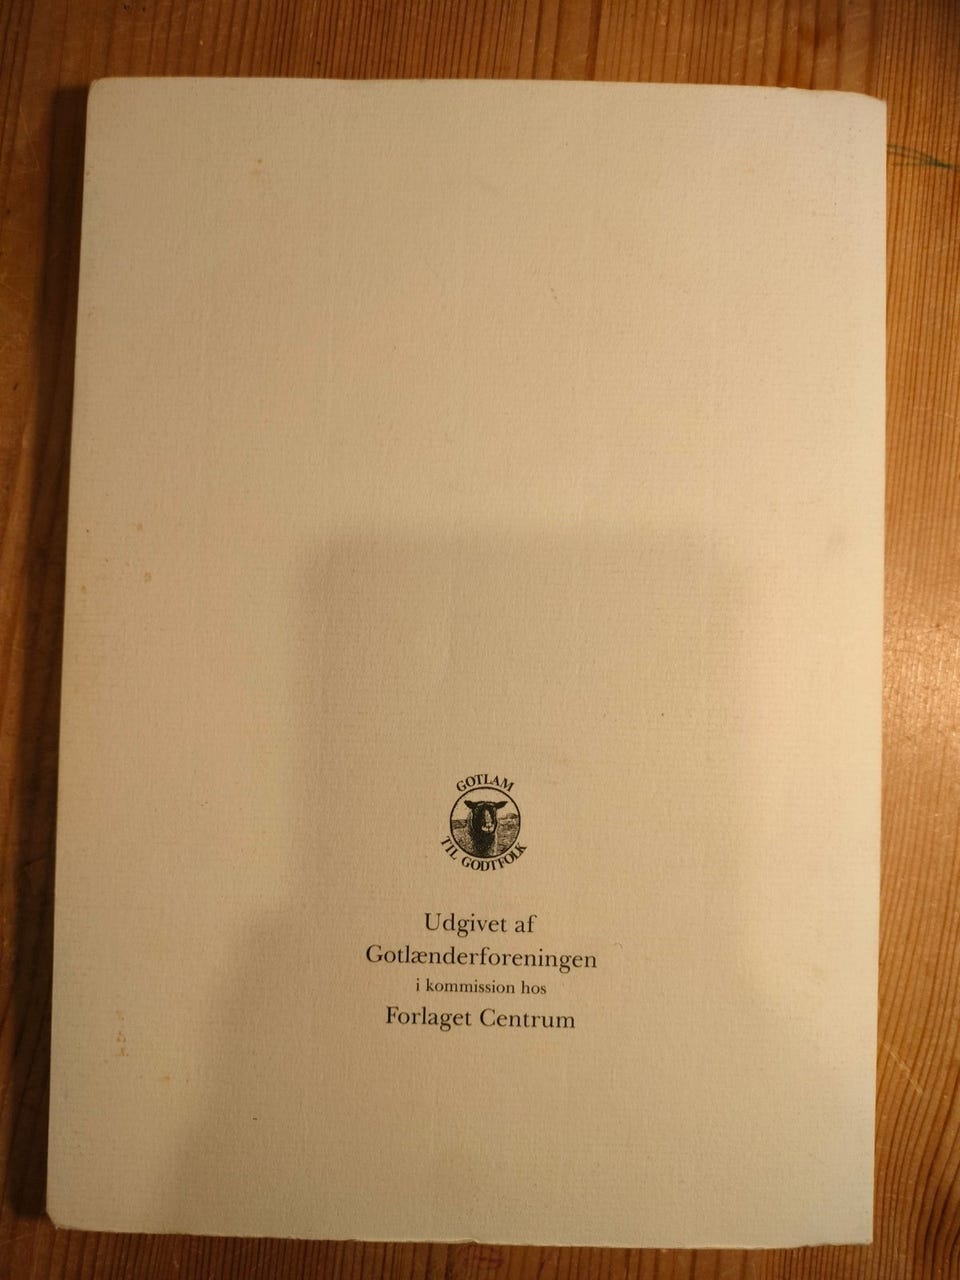 GOTLAM
TIL GODTFOLK
Udgivet af
Gotlænderforeningen
i kommission hos
Forlaget Centrum